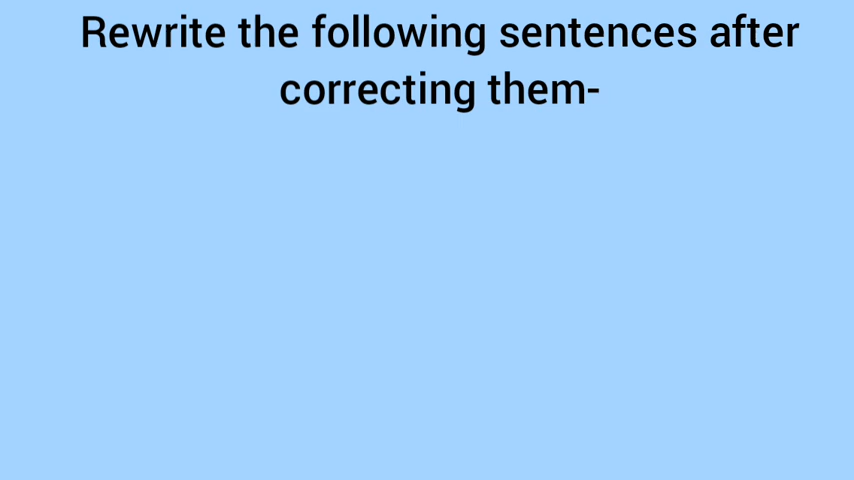 Rewrite the following sentences after
correcting them-